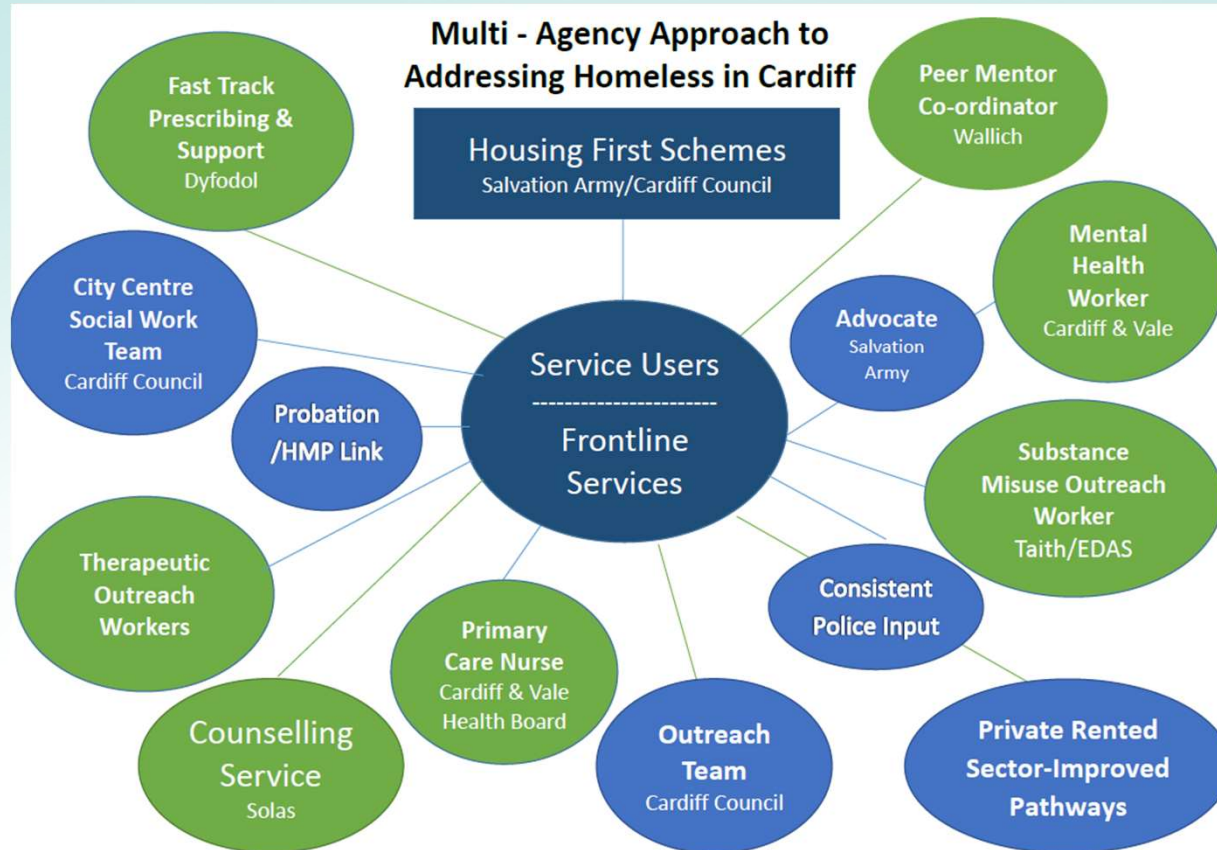 Multi - Agency Approach to
Addressing Homeless in Cardiff
Fast Track
Prescribing &
Support
Dyfodol
Housing First Schemes
Salvation Army/Cardiff Council
Peer Mentor
Co-ordinator
Wallich
City Centre
Social Work
Team
Cardiff Council
Mental
Health
Worker
Cardiff & Vale
Advocate
Salvation
Army
Service Users
-----------------------
Frontline
Services
Probation
/HMP Link
Substance
Misuse Outreach
Worker
Taith/EDAS
Therapeutic
Outreach
Workers
Consistent
Police Input
Primary
Care Nurse
Cardiff & Vale
Health Board
Counselling
Service
Solas
Outreach
Team
Cardiff Council
Private Rented
Sector-Improved
Pathways